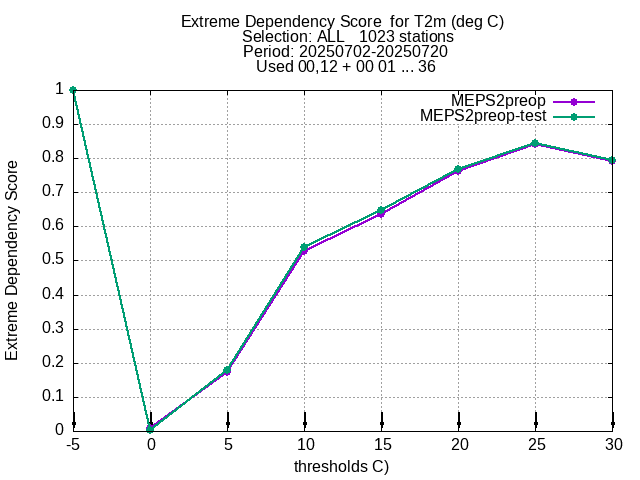 Extreme Dependency Score  for T2m (deg C)
Selection: ALL   1023 stations
Period: 20250702-20250720
Used 00,12 + 00 01 ... 36
MEPS2preop
MEPS2preop-test
Extreme Dependency Score
1
0.9
0.8
0.7
0.6
0.5
0.4
0.3
0.2
0.1
0
-5 0 5 10 15 20 25 30
thresholds C)